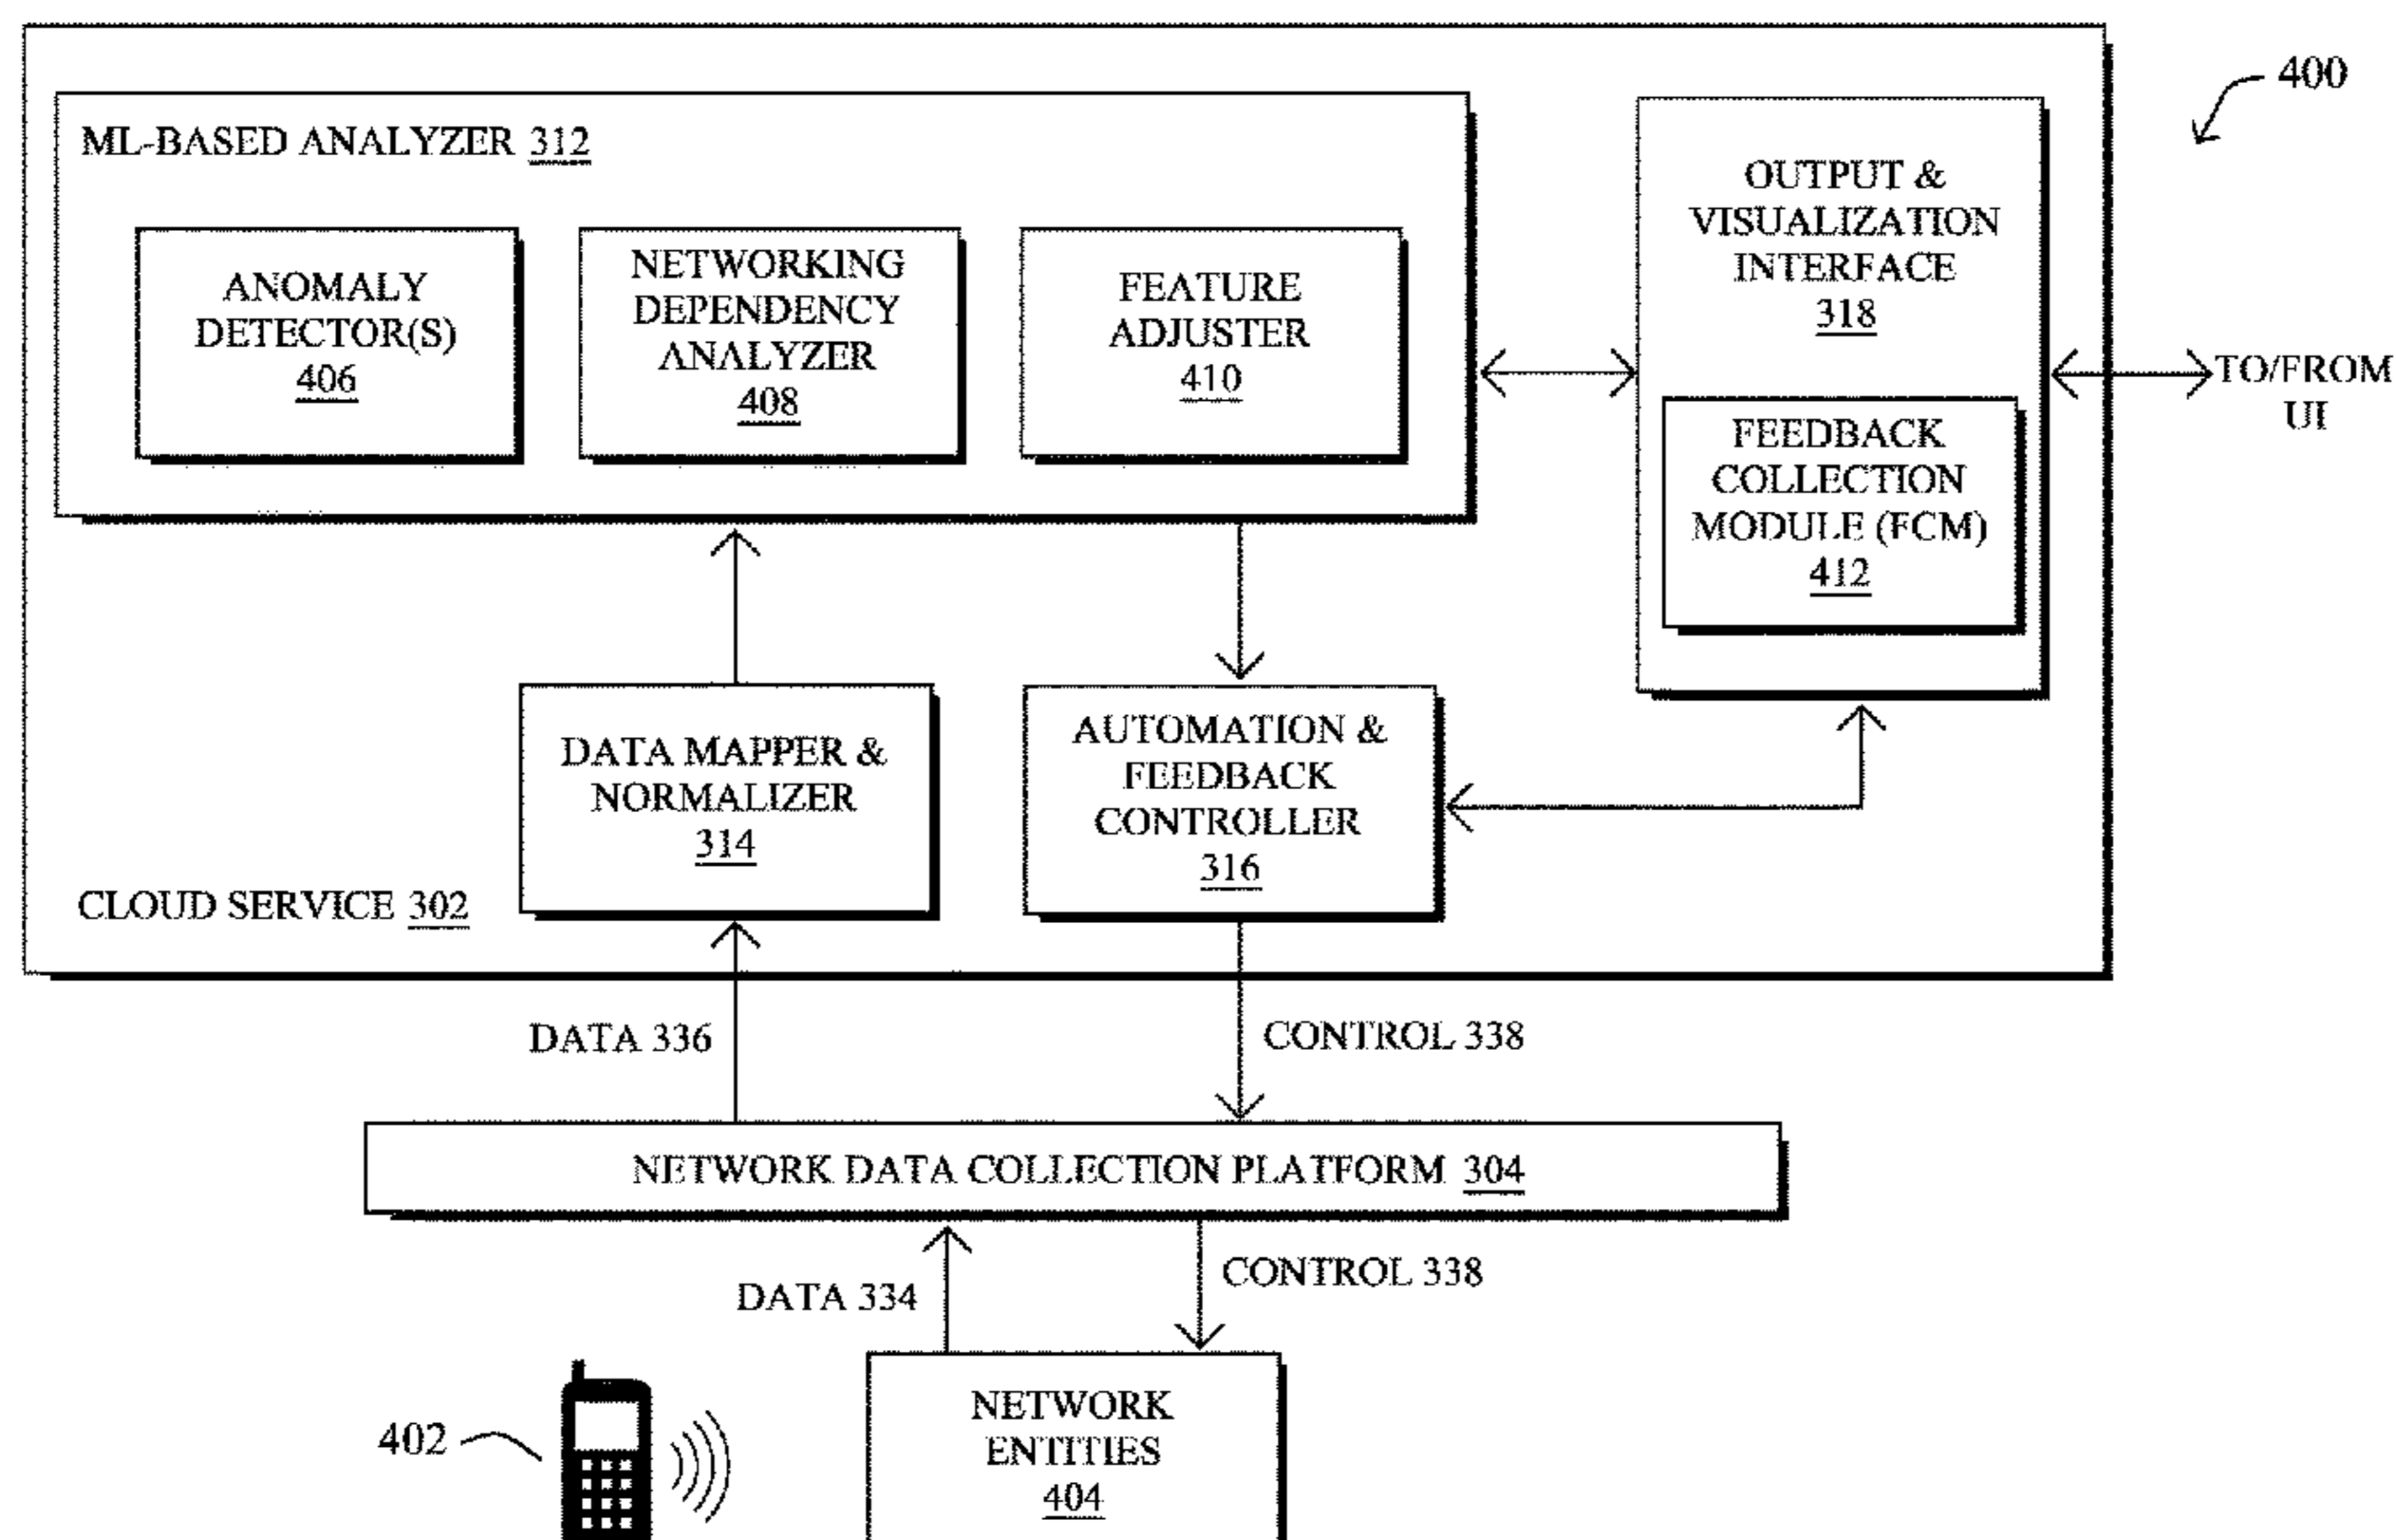 400
ML-BASED ANALYZER 312
ANOMALY
DETECTOR(S)
406
NETWORKING
DEPENDENCY
ANALYZER
408
FEATURE
ADJUSTER
410
OUTPUT &
VISUALIZATION
INTERFACE
318
FEEDBACK
COLLECTION
MODULE (FCM)
412
TO/FROM
UI
DATA MAPPER &
NORMALIZER
314
AUTOMATION &
FEEDBACK
CONTROLLER
316
CLOUD SERVICE 302
DATA 336
CONTROL 338
NETWORK DATA COLLECTION PLATFORM 304
DATA 334
CONTROL 338
402
NETWORK
ENTITIES
404